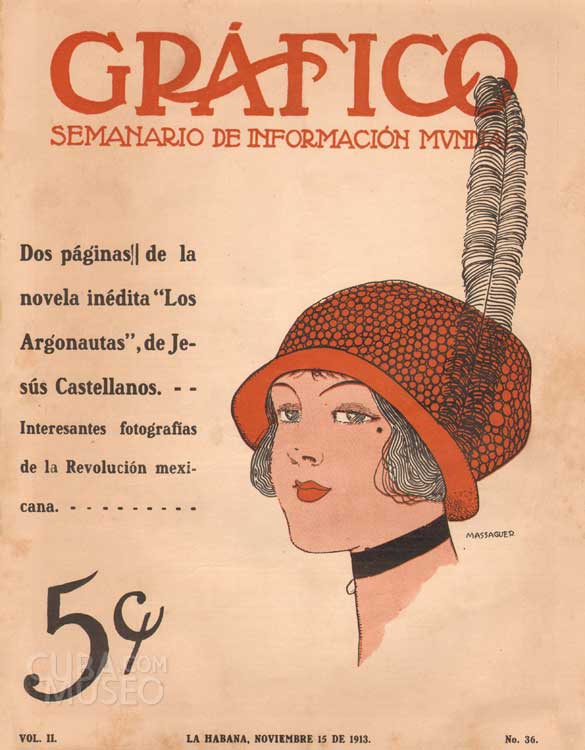 GRÁFICO
SEMANARIO DE INFORMACIÓN MVNDIAL
Dos páginas de la
novela inédita "Los
Argonautas", de Je-
sús Castellanos. - -
Interesantes fotografías
de la Revolución mexi-
cana. - - - - - - - - -
MASSAGUER
5¢
CUBA.COM
MUSEO
VOL. II.
LA HABANA, NOVIEMBRE 15 DE 1913.
No. 36.